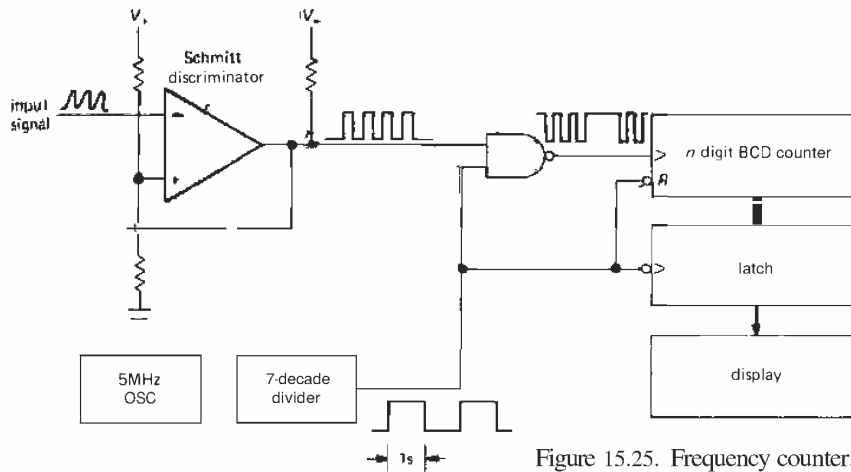 V₊
+V₊
Schmitt
discriminator
input
signal
−
+
n digit BCD counter
R
latch
display
5MHz
OSC
7-decade
divider
1s
Figure 15.25. Frequency counter.